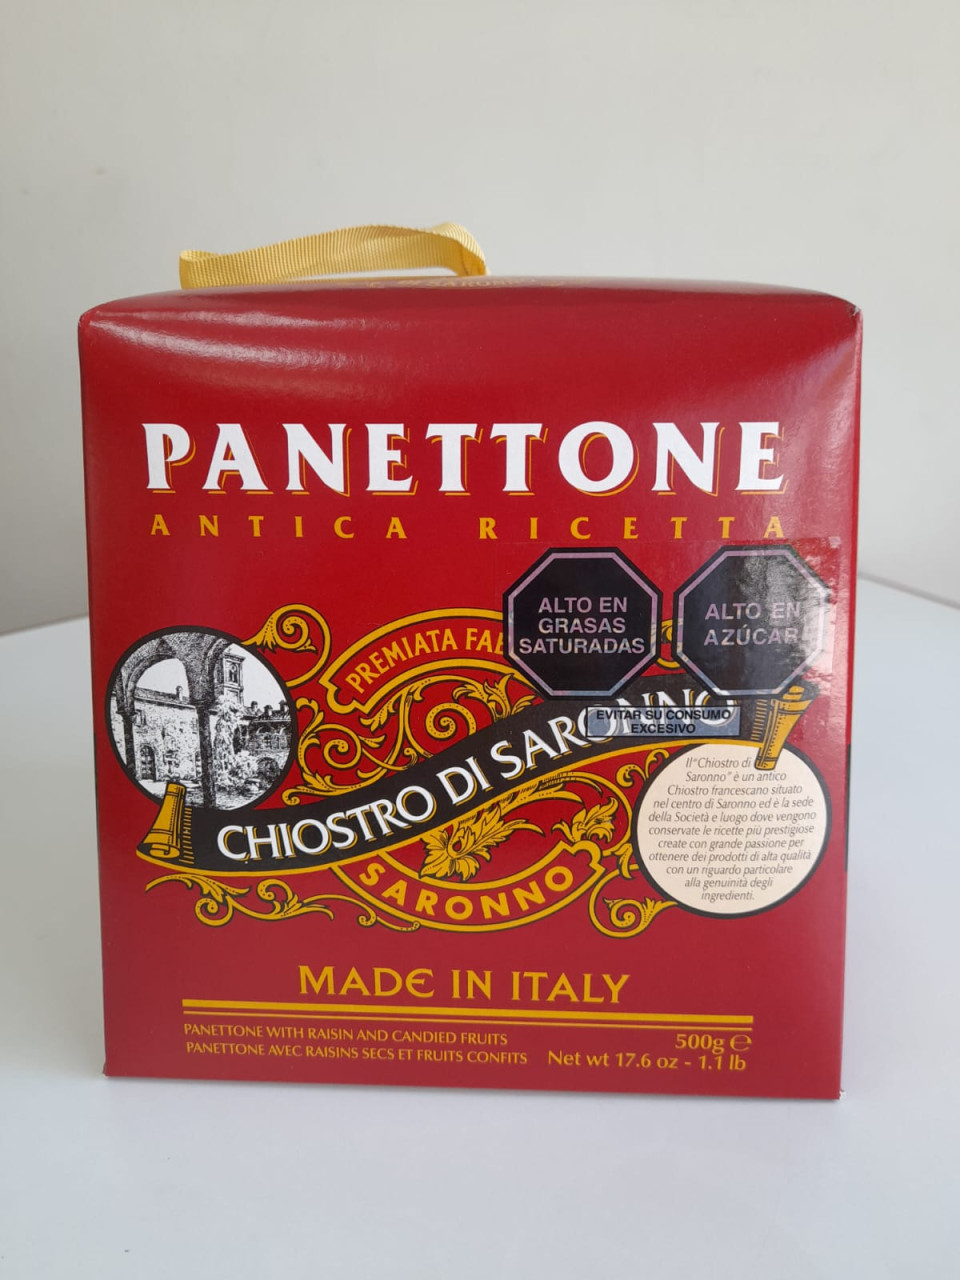 PANETTONE
ANTICA RICETTA
ALTO EN
GRASAS
SATURADAS
ALTO EN
AZÚCAR
EVITAR SU CONSUMO
EXCESIVO
PREMIATA
CHIOSTRO DI SARONNO
SARONNO
Il "Chiostro di
Saronno" è un antico
Chiostro francescano situato
nel centro di Saronno ed è la sede
della Società e luogo dove vengono
conservate le ricette più prestigiose
create con grande passione per
ottenere dei prodotti di alta qualità
con un riguardo particolare
alla genuinità degli
ingredienti.
MADE IN ITALY
PANETTONE WITH RAISIN AND CANDIED FRUITS
PANETTONE AVEC RAISINS SECS ET FRUITS CONFITS
500g ℮
Net wt 17.6 oz - 1.1 lb